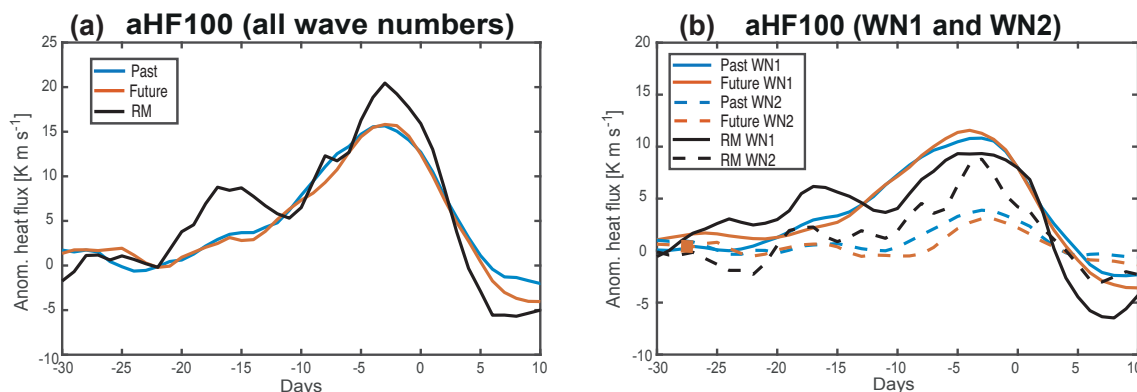 (a) aHF100 (all wave numbers)
Anom. heat flux [K m s⁻¹]
25
20
15
10
5
0
-5
-10
Past
Future
RM
-30 -25 -20 -15 -10 -5 0 5 10
Days
(b) aHF100 (WN1 and WN2)
Anom. heat flux [K m s⁻¹]
20
15
10
5
0
-5
-10
Past WN1
Future WN1
Past WN2
Future WN2
RM WN1
RM WN2
-30 -25 -20 -15 -10 -5 0 5 10
Days